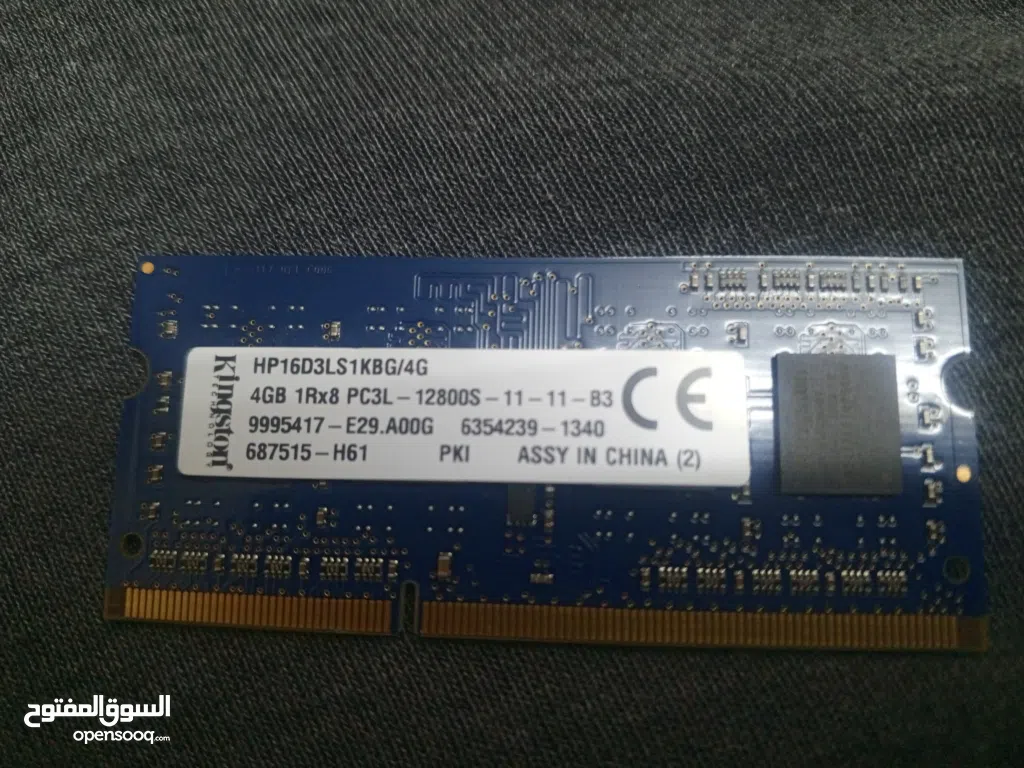 HP16D3LS1KBG/4G
Kingston
TECHNOLOGY
4GB 1Rx8 PC3L-12800S-11-11-B3
CE
9995417-E29.A00G 6354239-1340
687515-H61 PKI ASSY IN CHINA (2)
السوق المفتوح
opensooq.com